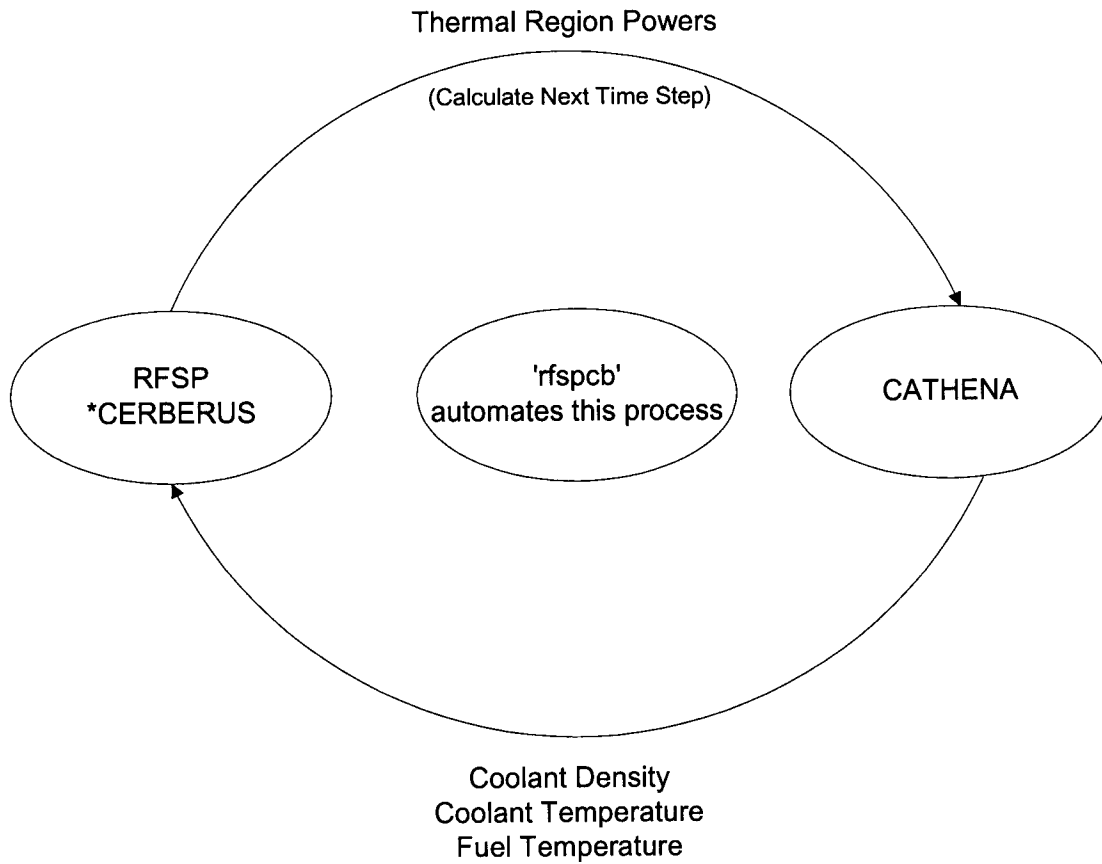 Thermal Region Powers
(Calculate Next Time Step)
RFSP
*CERBERUS
'rfspcb'
automates this process
CATHENA
Coolant Density
Coolant Temperature
Fuel Temperature